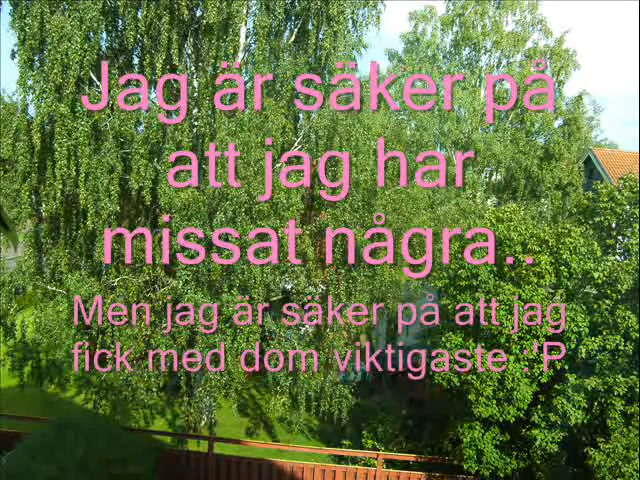 Jag är säker på
att jag har
missat några..
Men jag är säker på att jag
fick med dom viktigaste :'P